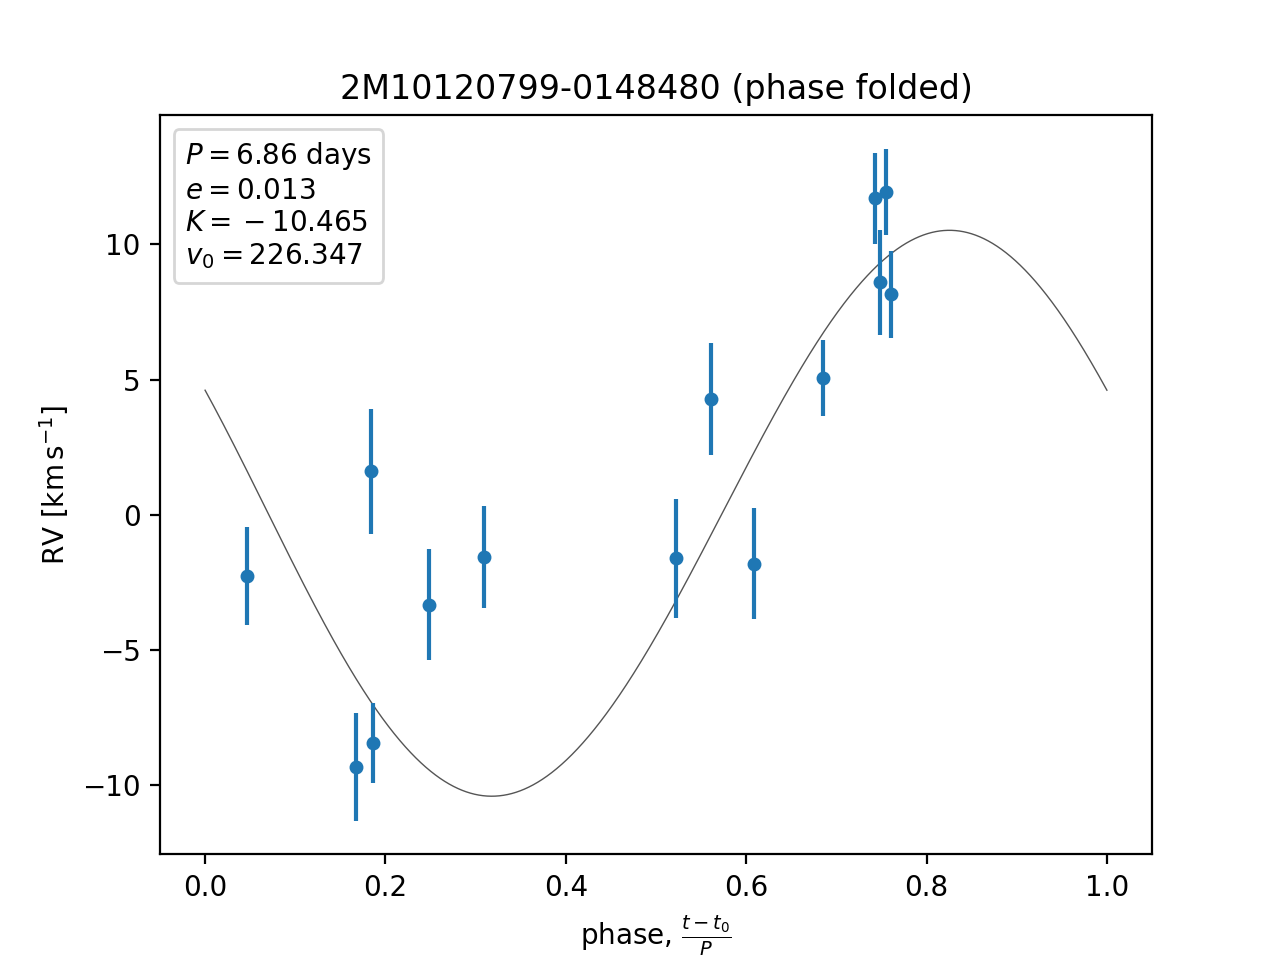 2M10120799-0148480 (phase folded)
P = 6.86 days
e = 0.013
K = −10.465
v₀ = 226.347
RV [km s⁻¹]
10
5
0
−5
−10
0.0 0.2 0.4 0.6 0.8 1.0
phase, (t − t₀)/P